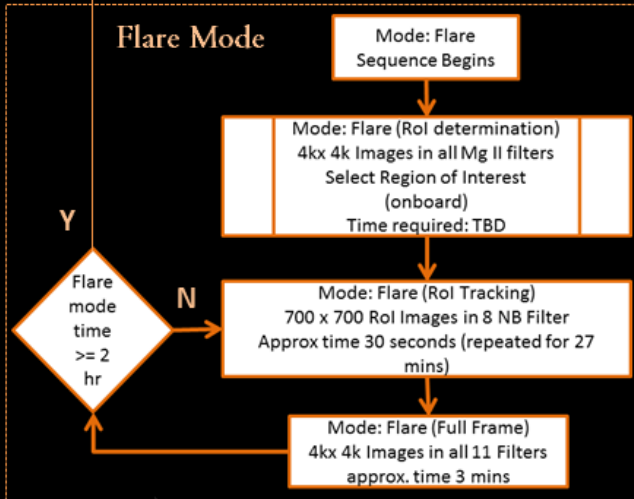 Flare Mode
Mode: Flare
Sequence Begins
Mode: Flare (RoI determination)
4kx 4k Images in all Mg II filters
Select Region of Interest
(onboard)
Time required: TBD
Y
Flare
mode
time
>= 2
hr
N
Mode: Flare (RoI Tracking)
700 x 700 RoI Images in 8 NB Filter
Approx time 30 seconds (repeated for 27
mins)
Mode: Flare (Full Frame)
4kx 4k Images in all 11 Filters
approx. time 3 mins